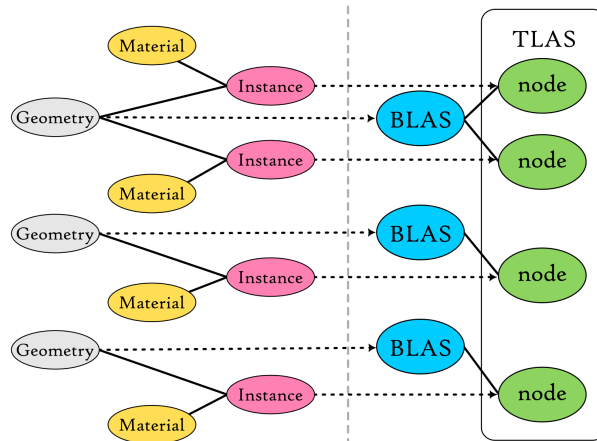 TLAS
Material
Instance
node
Geometry
BLAS
Instance
node
Material
Geometry
BLAS
Instance
node
Material
Geometry
BLAS
Instance
node
Material